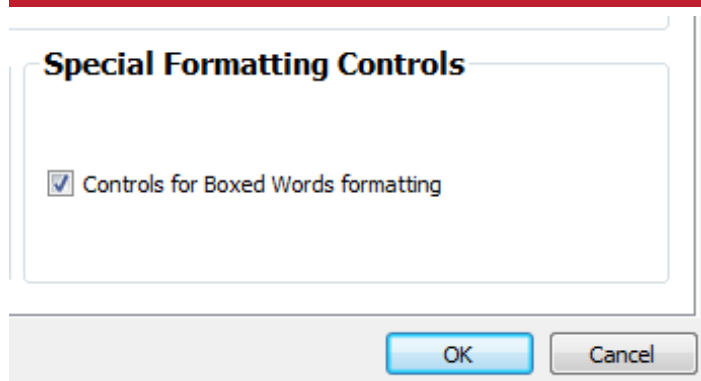 Special Formatting Controls
Controls for Boxed Words formatting
OK
Cancel